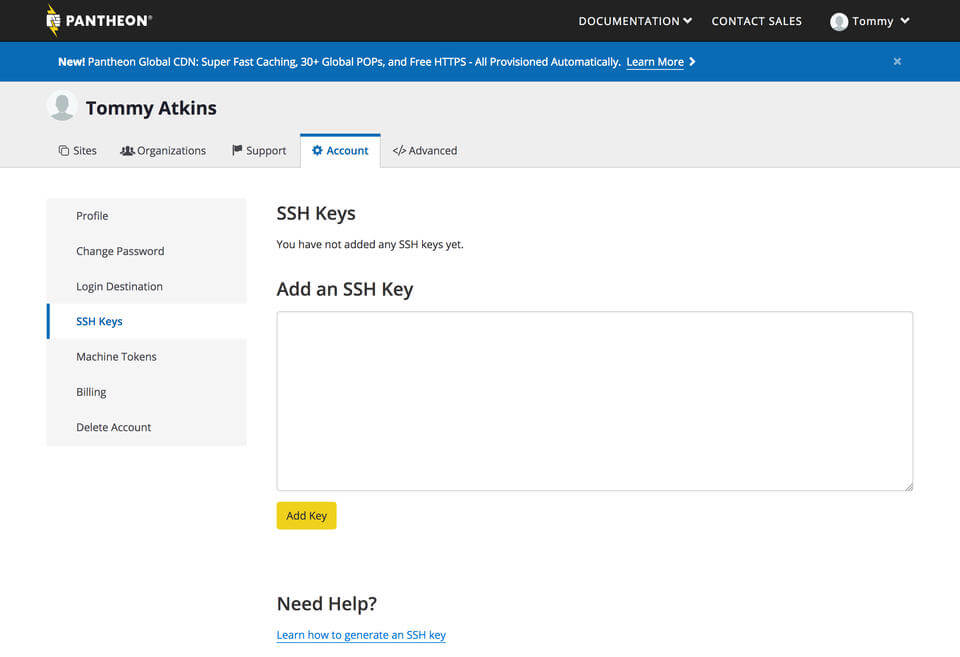 PANTHEON®
DOCUMENTATION
CONTACT SALES
Tommy
New! Pantheon Global CDN: Super Fast Caching, 30+ Global POPs, and Free HTTPS - All Provisioned Automatically. Learn More
Tommy Atkins
Sites
Organizations
Support
Account
</> Advanced
Profile
Change Password
Login Destination
SSH Keys
Machine Tokens
Billing
Delete Account
SSH Keys
You have not added any SSH keys yet.
Add an SSH Key
Add Key
Need Help?
Learn how to generate an SSH key